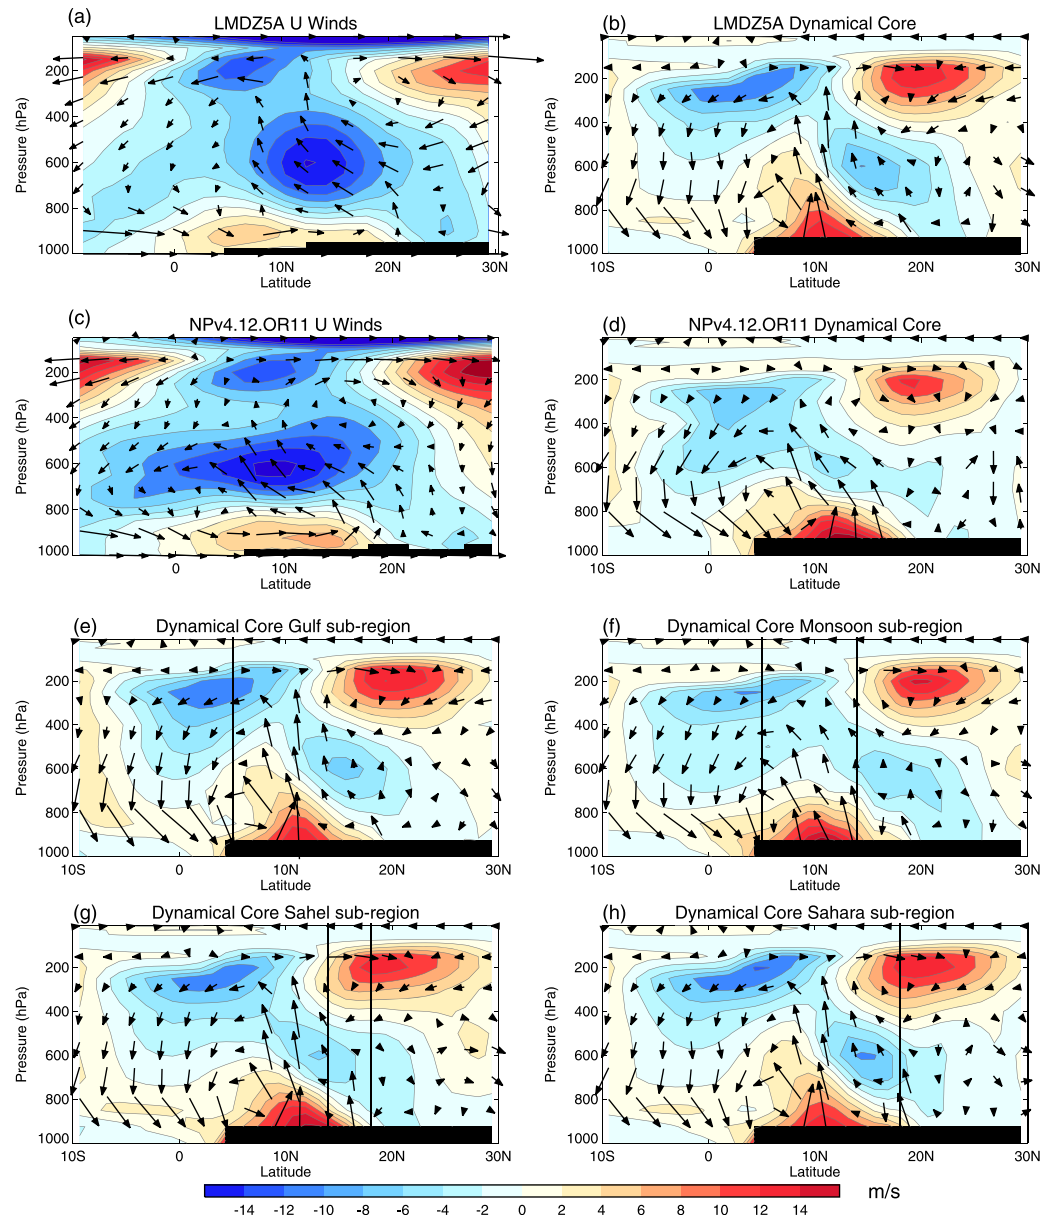 (a) LMDZ5A U Winds
Pressure (hPa)
200
400
600
800
1000
0 10N 20N 30N
Latitude
(b) LMDZ5A Dynamical Core
Pressure (hPa)
200
400
600
800
1000
10S 0 10N 20N 30N
Latitude
(c) NPv4.12.OR11 U Winds
Pressure (hPa)
200
400
600
800
1000
0 10N 20N 30N
Latitude
(d) NPv4.12.OR11 Dynamical Core
Pressure (hPa)
200
400
600
800
1000
10S 0 10N 20N 30N
Latitude
(e) Dynamical Core Gulf sub-region
Pressure (hPa)
200
400
600
800
1000
10S 0 10N 20N 30N
Latitude
(f) Dynamical Core Monsoon sub-region
Pressure (hPa)
200
400
600
800
1000
10S 0 10N 20N 30N
Latitude
(g) Dynamical Core Sahel sub-region
Pressure (hPa)
200
400
600
800
1000
10S 0 10N 20N 30N
Latitude
(h) Dynamical Core Sahara sub-region
Pressure (hPa)
200
400
600
800
1000
10S 0 10N 20N 30N
Latitude
m/s
-14 -12 -10 -8 -6 -4 -2 0 2 4 6 8 10 12 14